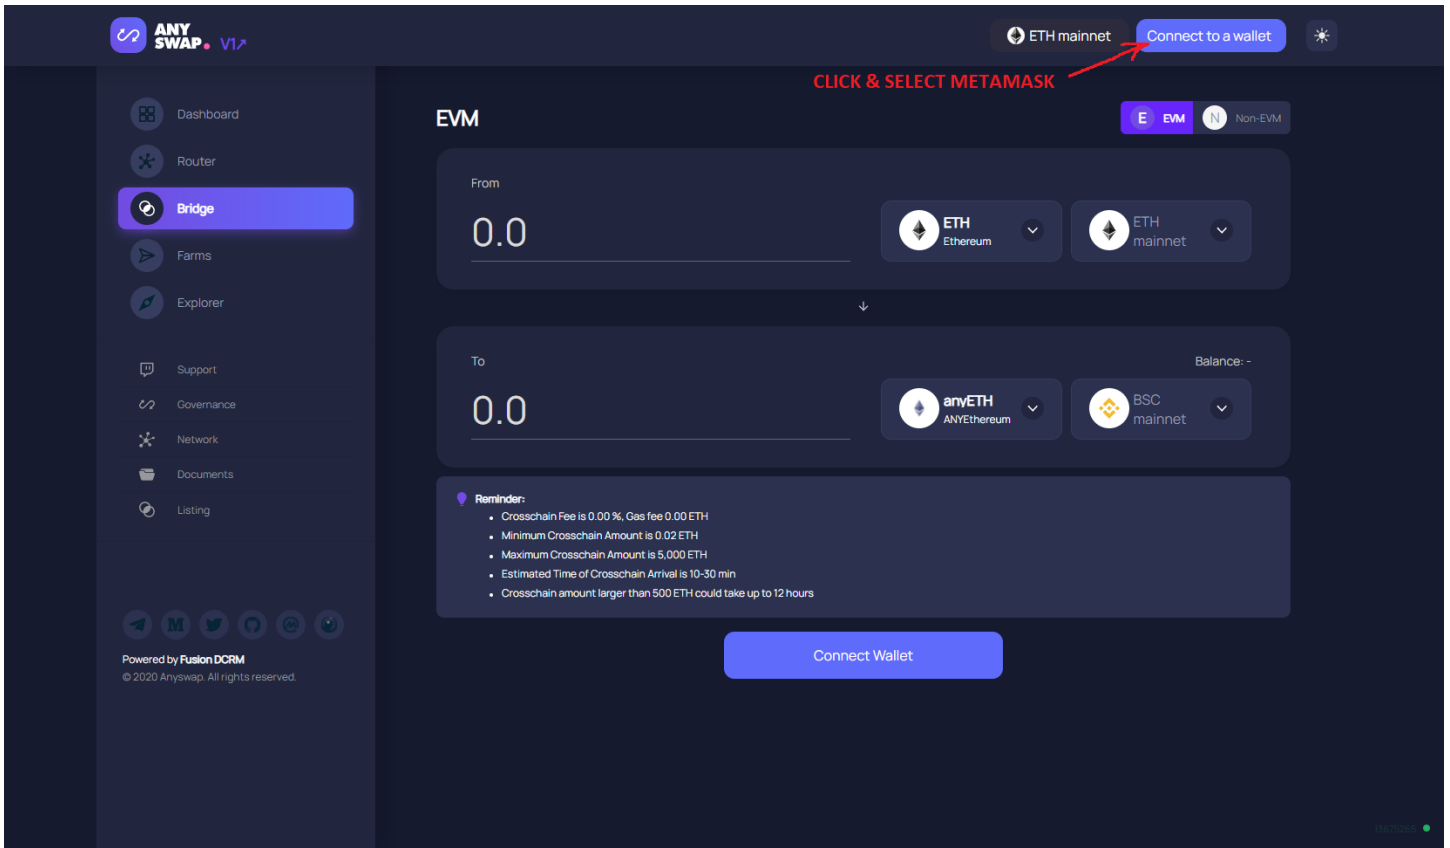 ANY
SWAP. V1↗
ETH mainnet
Connect to a wallet
CLICK & SELECT METAMASK
Dashboard
Router
Bridge
Farms
Explorer
Support
Governance
Network
Documents
Listing
Powered by Fusion DCRM
© 2020 Anyswap. All rights reserved.
EVM
E EVM
N Non-EVM
From
0.0
ETH
Ethereum
ETH
mainnet
To
Balance: -
0.0
anyETH
ANYEthereum
BSC
mainnet
Reminder:
• Crosschain Fee is 0.00 %, Gas fee 0.00 ETH
• Minimum Crosschain Amount is 0.02 ETH
• Maximum Crosschain Amount is 5,000 ETH
• Estimated Time of Crosschain Arrival is 10-30 min
• Crosschain amount larger than 500 ETH could take up to 12 hours
Connect Wallet